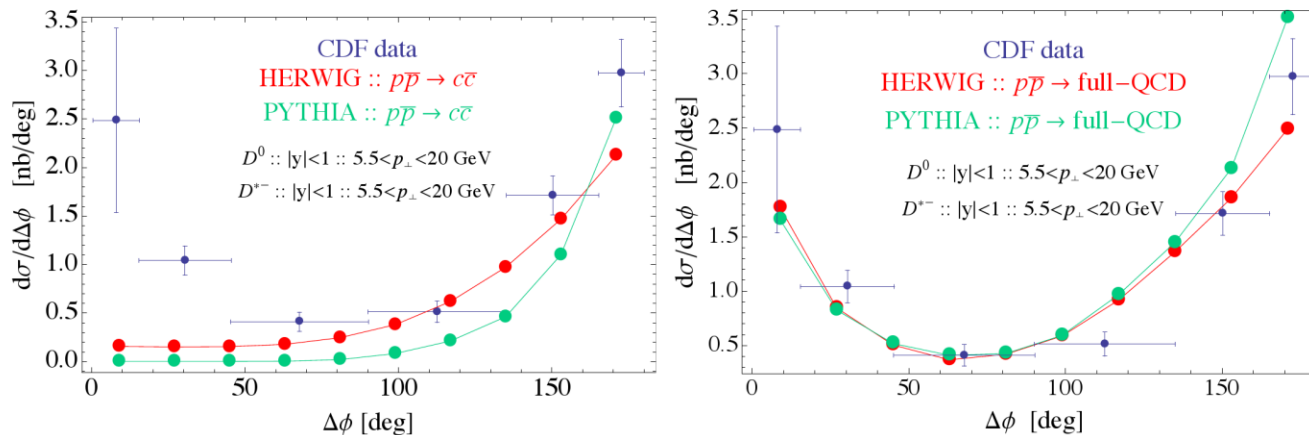 3.5
3.0
2.5
2.0
1.5
1.0
0.5
0.0
dσ/dΔϕ [nb/deg]
CDF data
HERWIG :: pp̅ → cc̅
PYTHIA :: pp̅ → cc̅
D⁰ :: |y|<1 :: 5.5<p⊥<20 GeV
D*⁻ :: |y|<1 :: 5.5<p⊥<20 GeV
0 50 100 150
Δϕ [deg]
3.5
3.0
2.5
2.0
1.5
1.0
0.5
dσ/dΔϕ [nb/deg]
CDF data
HERWIG :: pp̅ → full−QCD
PYTHIA :: pp̅ → full−QCD
D⁰ :: |y|<1 :: 5.5<p⊥<20 GeV
D*⁻ :: |y|<1 :: 5.5<p⊥<20 GeV
0 50 100 150
Δϕ [deg]